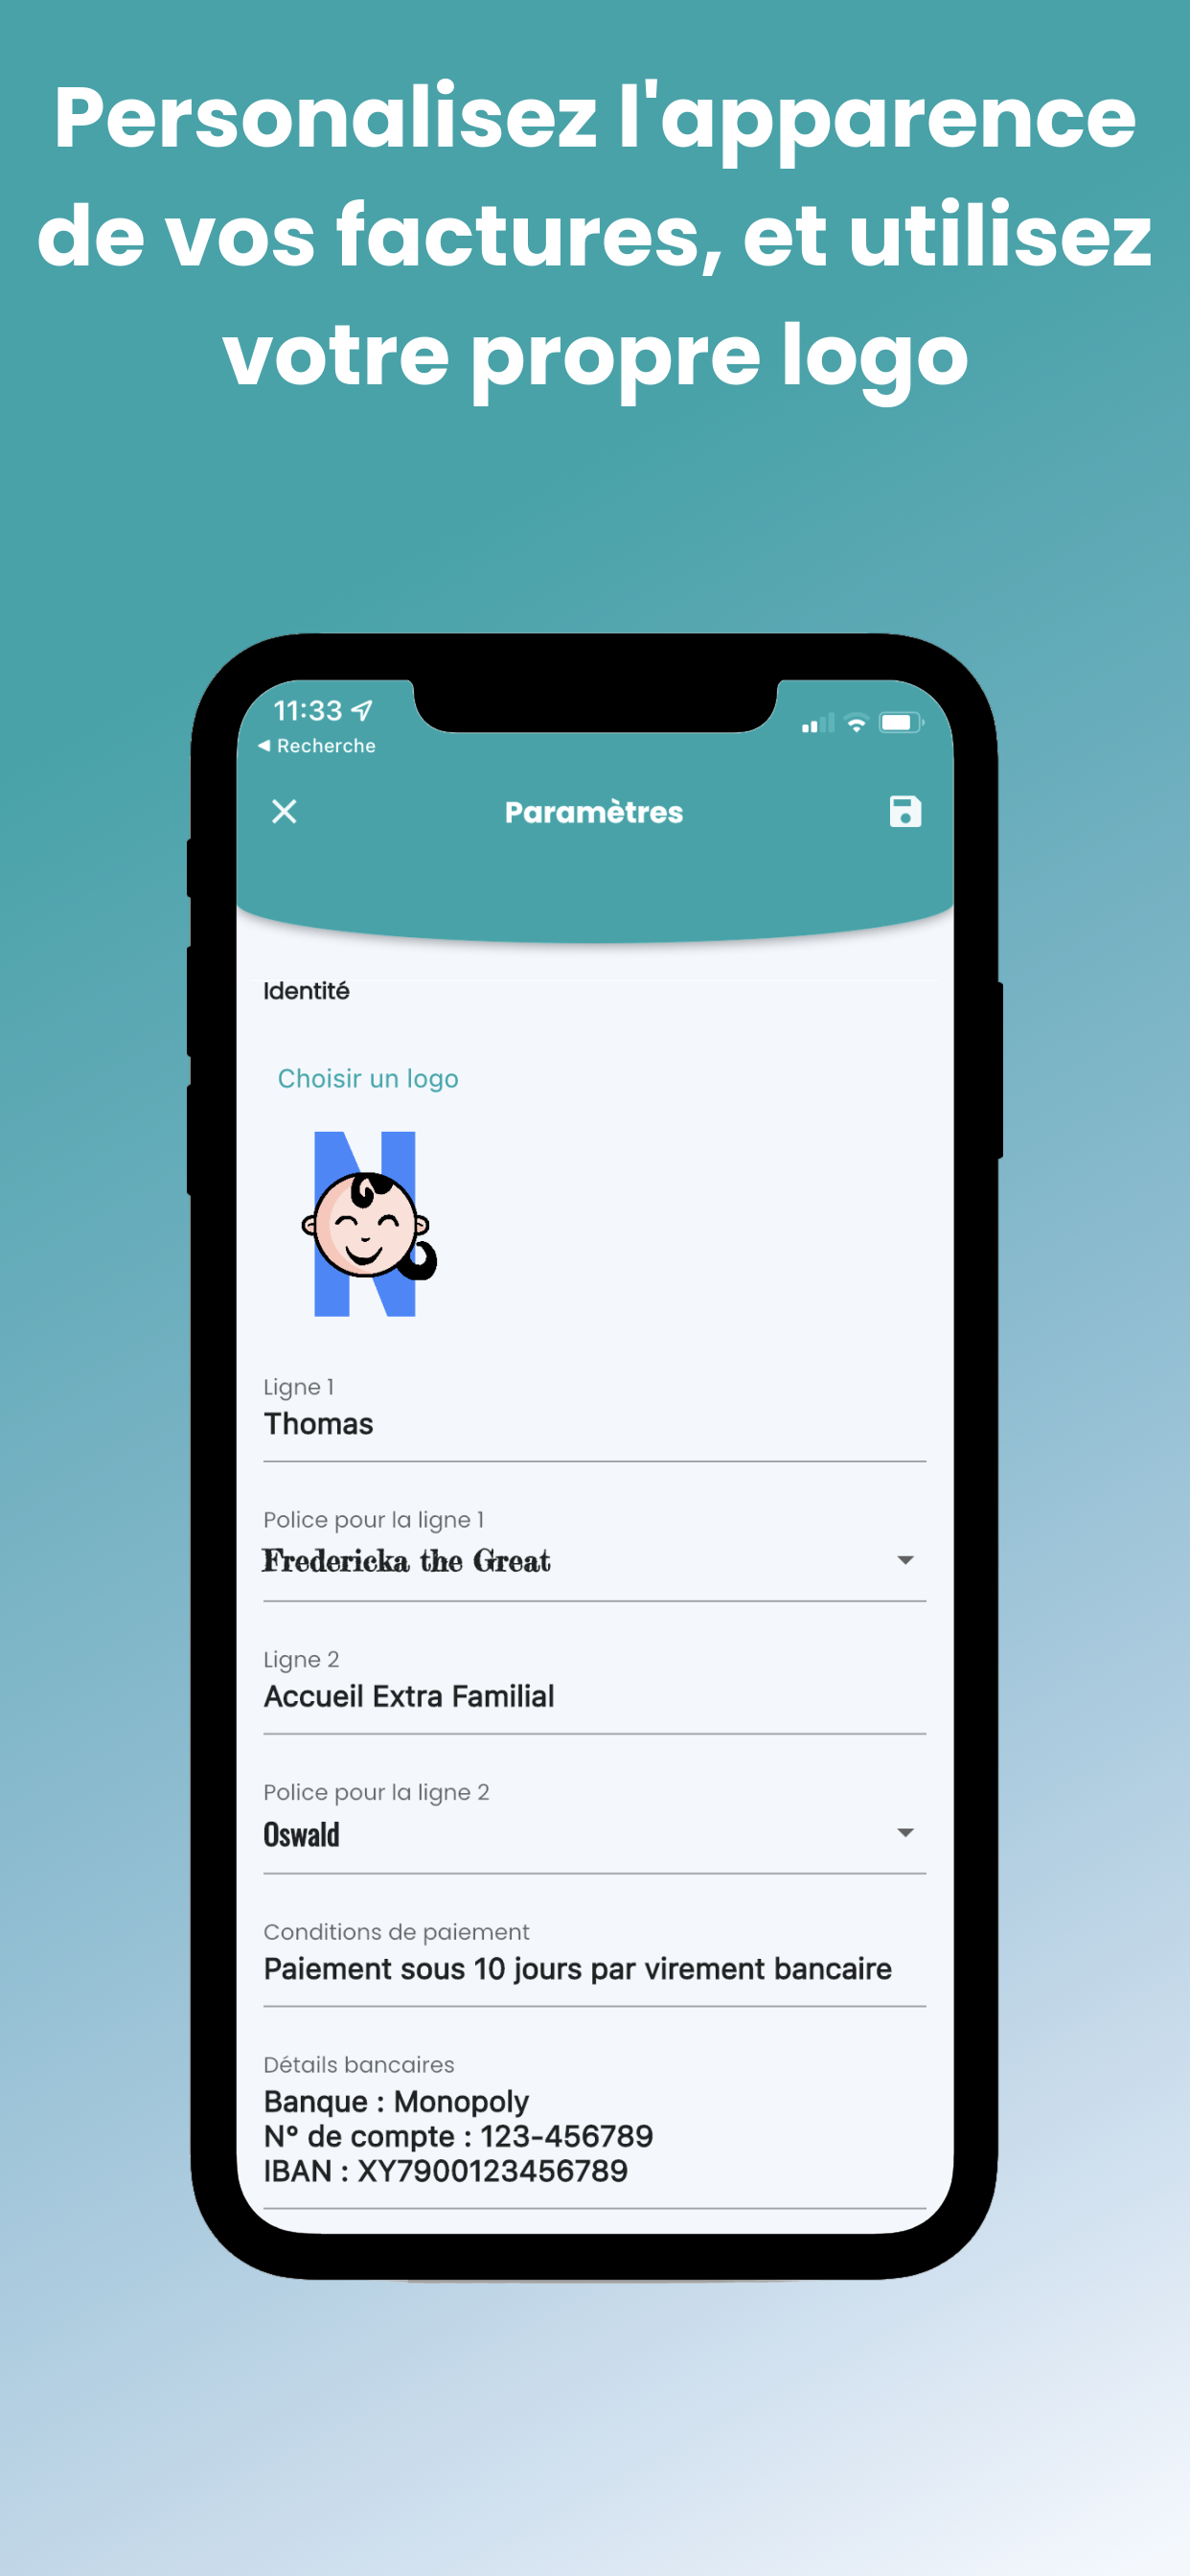 Personalisez l'apparence
de vos factures, et utilisez
votre propre logo
11:33
◀ Recherche
Paramètres
Identité
Choisir un logo
N
Ligne 1
Thomas
Police pour la ligne 1
Fredericka the Great
Ligne 2
Accueil Extra Familial
Police pour la ligne 2
Oswald
Conditions de paiement
Paiement sous 10 jours par virement bancaire
Détails bancaires
Banque : Monopoly
N° de compte : 123-456789
IBAN : XY7900123456789